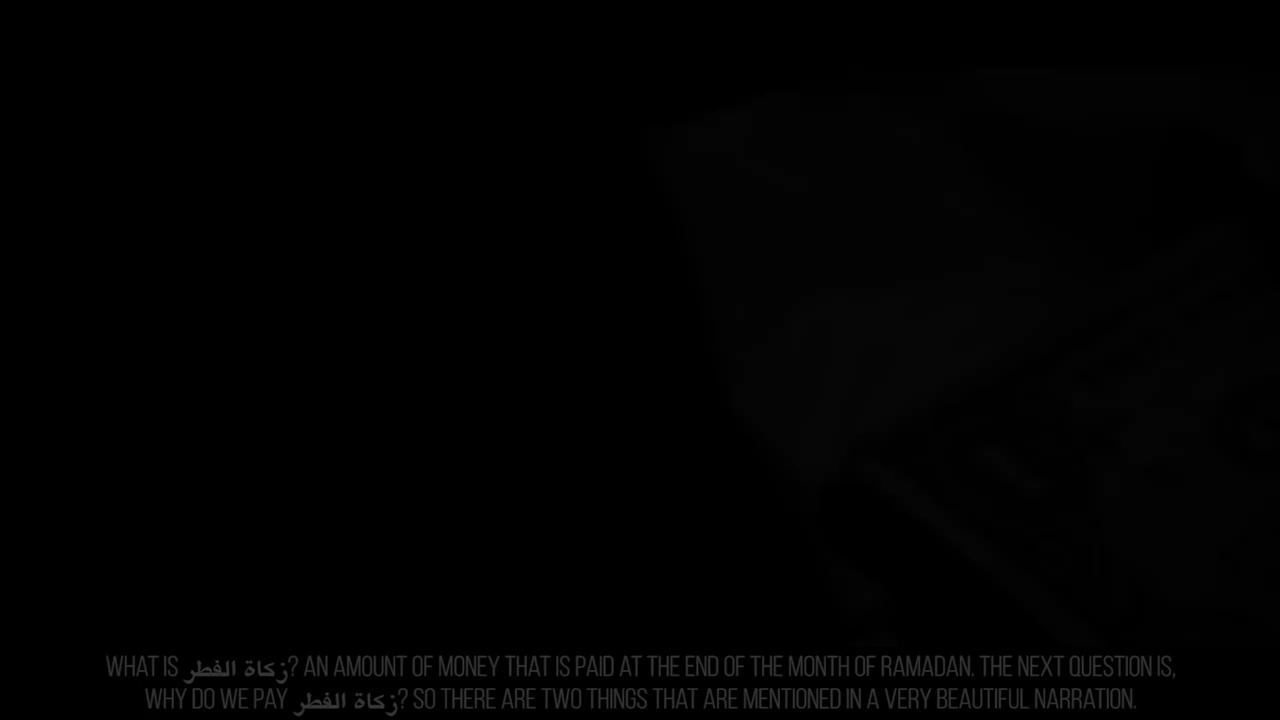 WHAT IS زكاة الفطر? AN AMOUNT OF MONEY THAT IS PAID AT THE END OF THE MONTH OF RAMADAN. THE NEXT QUESTION IS,
WHY DO WE PAY زكاة الفطر? SO THERE ARE TWO THINGS THAT ARE MENTIONED IN A VERY BEAUTIFUL NARRATION.